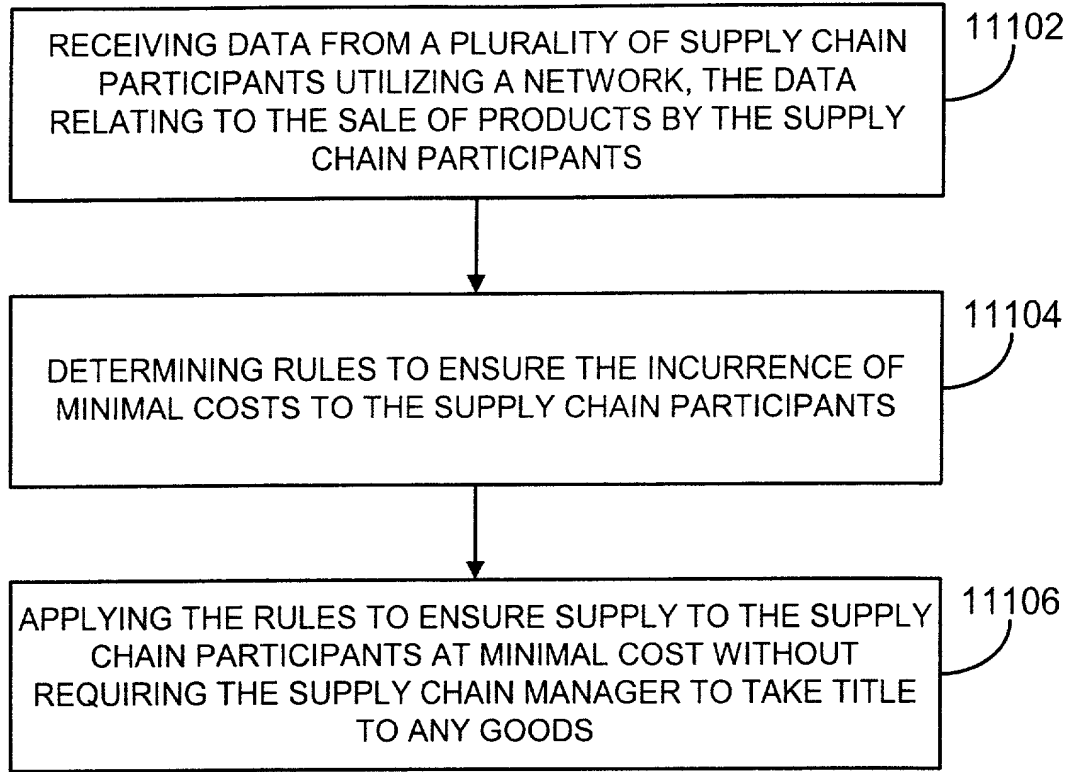 RECEIVING DATA FROM A PLURALITY OF SUPPLY CHAIN
PARTICIPANTS UTILIZING A NETWORK, THE DATA
RELATING TO THE SALE OF PRODUCTS BY THE SUPPLY
CHAIN PARTICIPANTS
11102
DETERMINING RULES TO ENSURE THE INCURRENCE OF
MINIMAL COSTS TO THE SUPPLY CHAIN PARTICIPANTS
11104
APPLYING THE RULES TO ENSURE SUPPLY TO THE SUPPLY
CHAIN PARTICIPANTS AT MINIMAL COST WITHOUT
REQUIRING THE SUPPLY CHAIN MANAGER TO TAKE TITLE
TO ANY GOODS
11106